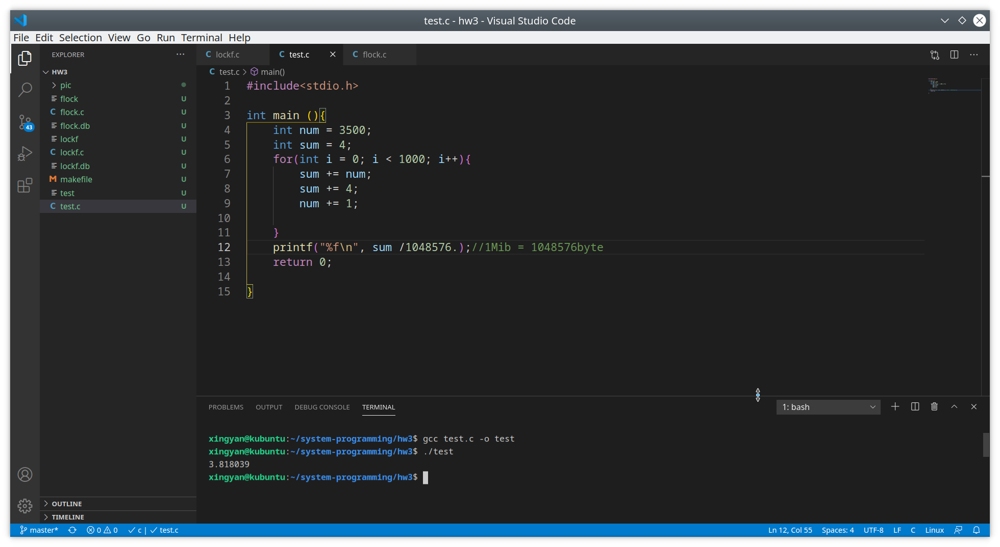 test.c - hw3 - Visual Studio Code
File Edit Selection View Go Run Terminal Help
EXPLORER
HW3
pic
flock U
C flock.c U
flock.db U
lockf U
C lockf.c U
lockf.db U
M makefile U
test U
C test.c U
43
OUTLINE
TIMELINE
C lockf.c C test.c C flock.c
C test.c > main()
1 #include<stdio.h>
2
3 int main (){
4 int num = 3500;
5 int sum = 4;
6 for(int i = 0; i < 1000; i++){
7 sum += num;
8 sum += 4;
9 num += 1;
10
11 }
12 printf("%f\n", sum /1048576.);//1Mib = 1048576byte
13 return 0;
14
15 }
PROBLEMS OUTPUT DEBUG CONSOLE TERMINAL 1: bash
xingyan@kubuntu:~/system-programming/hw3$ gcc test.c -o test
xingyan@kubuntu:~/system-programming/hw3$ ./test
3.818039
xingyan@kubuntu:~/system-programming/hw3$
master* 0 0 c | test.c Ln 12, Col 55 Spaces: 4 UTF-8 LF C Linux